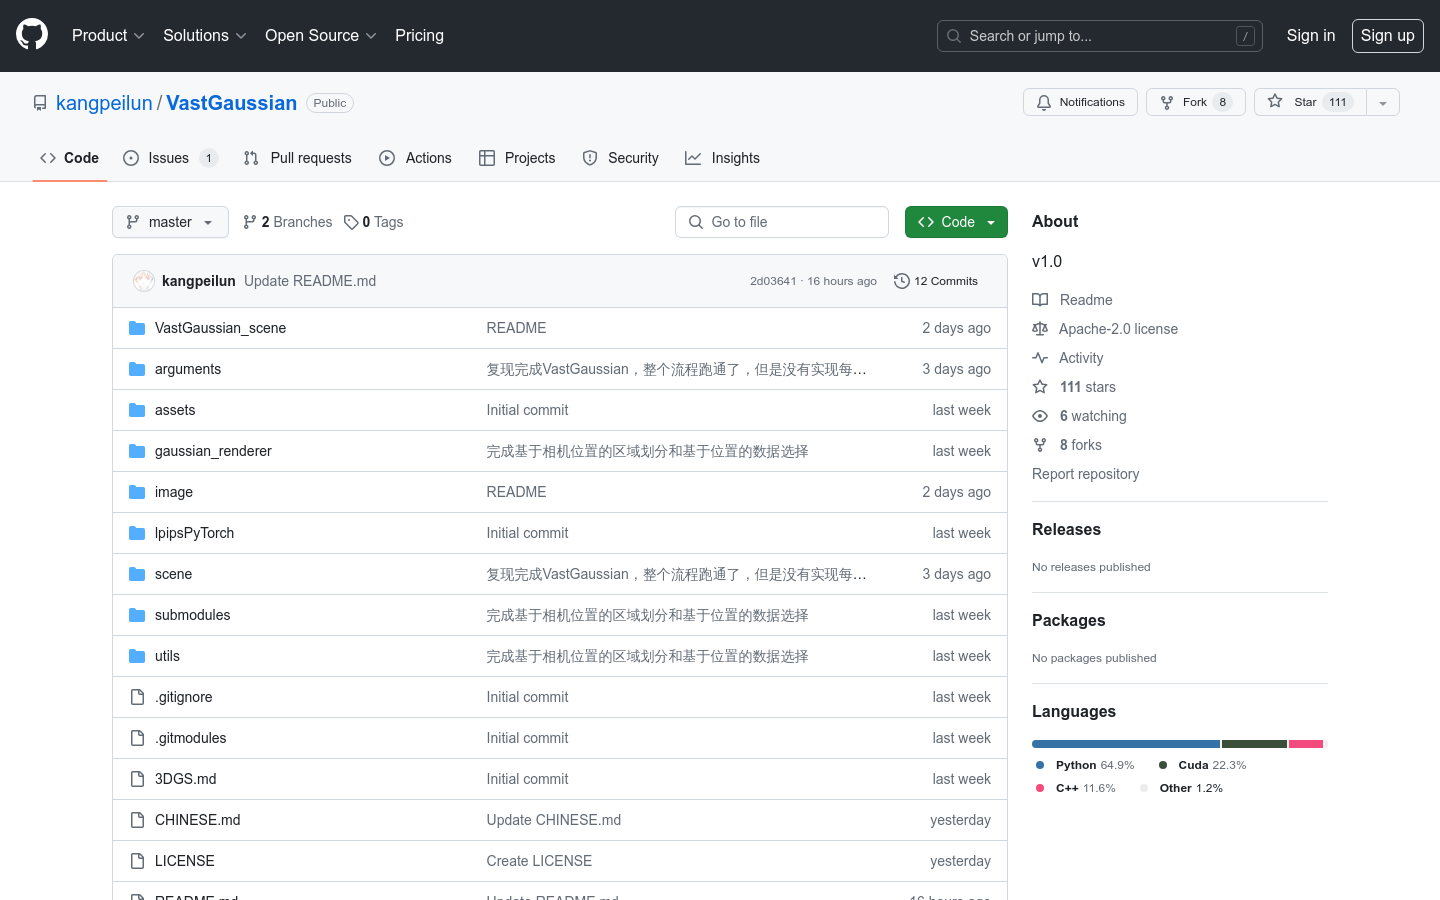 Product Solutions Open Source Pricing Search or jump to... / Sign in Sign up
kangpeilun / VastGaussian Public Notifications Fork 8 Star 111
Code Issues 1 Pull requests Actions Projects Security Insights
master 2 Branches 0 Tags Go to file Code
kangpeilun Update README.md 2d03641 · 16 hours ago 12 Commits
VastGaussian_scene README 2 days ago
arguments 复现完成VastGaussian，整个流程跑通了，但是没有实现每… 3 days ago
assets Initial commit last week
gaussian_renderer 完成基于相机位置的区域划分和基于位置的数据选择 last week
image README 2 days ago
lpipsPyTorch Initial commit last week
scene 复现完成VastGaussian，整个流程跑通了，但是没有实现每… 3 days ago
submodules 完成基于相机位置的区域划分和基于位置的数据选择 last week
utils 完成基于相机位置的区域划分和基于位置的数据选择 last week
.gitignore Initial commit last week
.gitmodules Initial commit last week
3DGS.md Initial commit last week
CHINESE.md Update CHINESE.md yesterday
LICENSE Create LICENSE yesterday
README.md Update README.md 16 hours ago
About
v1.0
Readme
Apache-2.0 license
Activity
111 stars
6 watching
8 forks
Report repository
Releases
No releases published
Packages
No packages published
Languages
Python 64.9% Cuda 22.3%
C++ 11.6% Other 1.2%